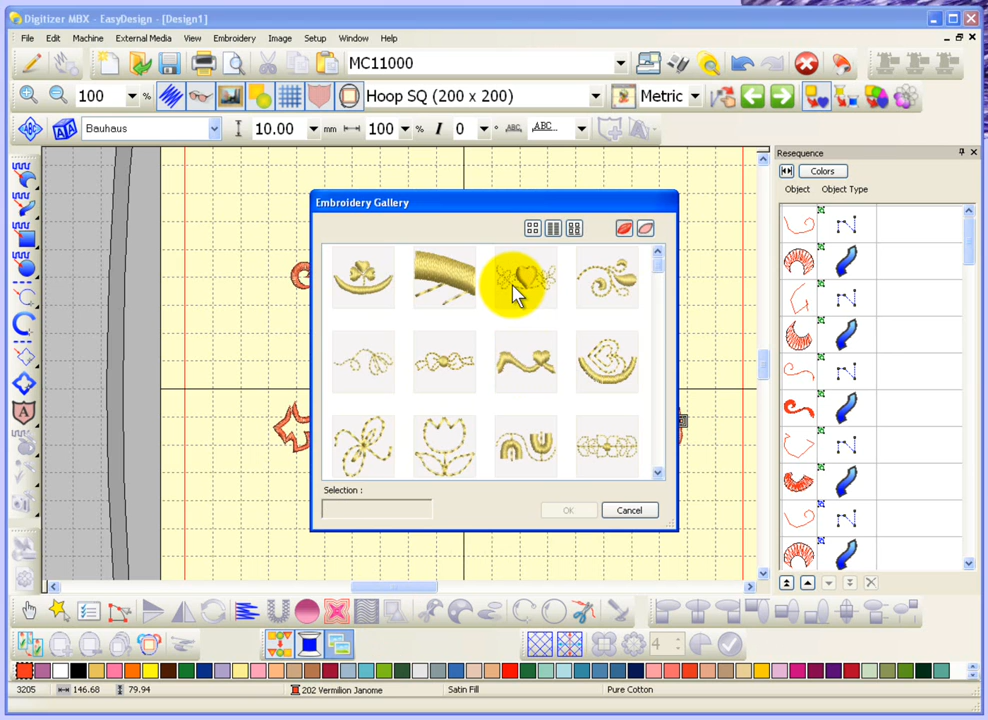 Digitizer MBX - EasyDesign - [Design1]
File Edit Machine External Media View Embroidery Image Setup Window Help
MC11000
100 % Hoop SQ (200 x 200) Metric
Bauhaus 10.00 mm 100 % I 0 ° ABC ABC
Resequence
Colors
Object Object Type
Embroidery Gallery
Selection :
OK Cancel
4
3205 146.68 79.94 202 Vermilion Janome Satin Fill Pure Cotton